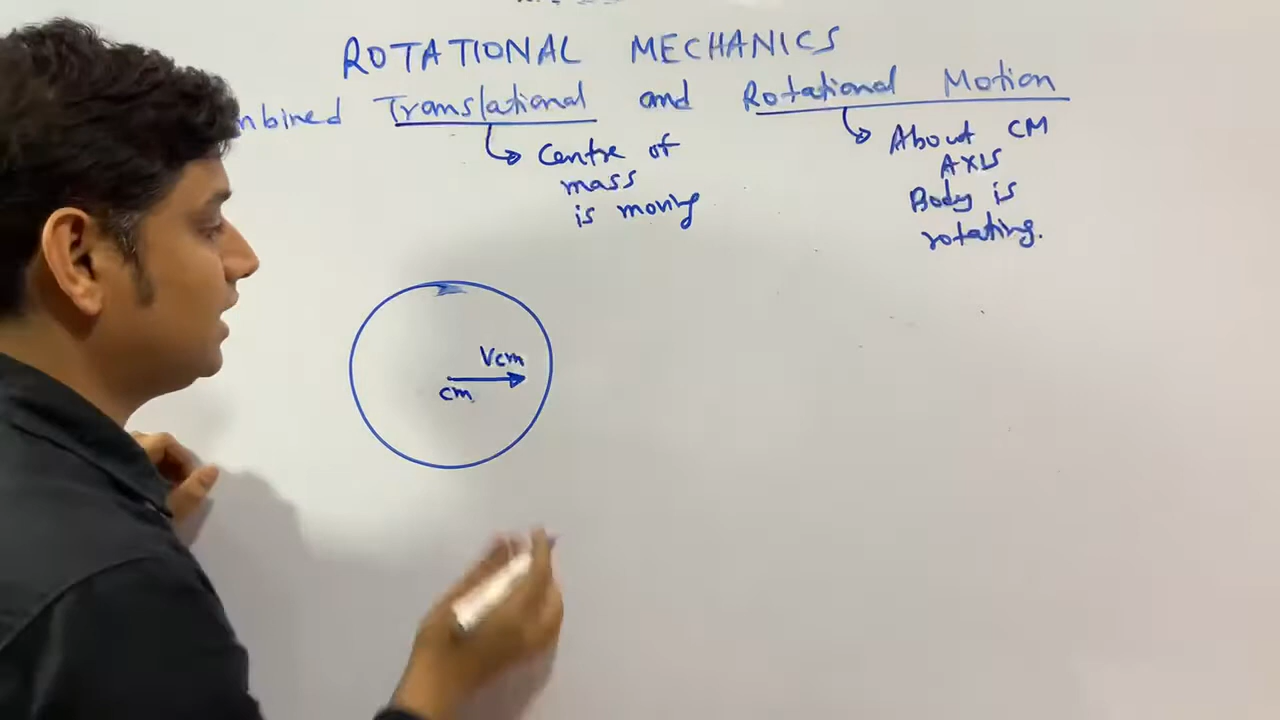 ROTATIONAL MECHANICS
mbined Translational and Rotational Motion
Centre of
mass
is moving
About CM
AXIS
Body is
rotating.
Vcm
cm